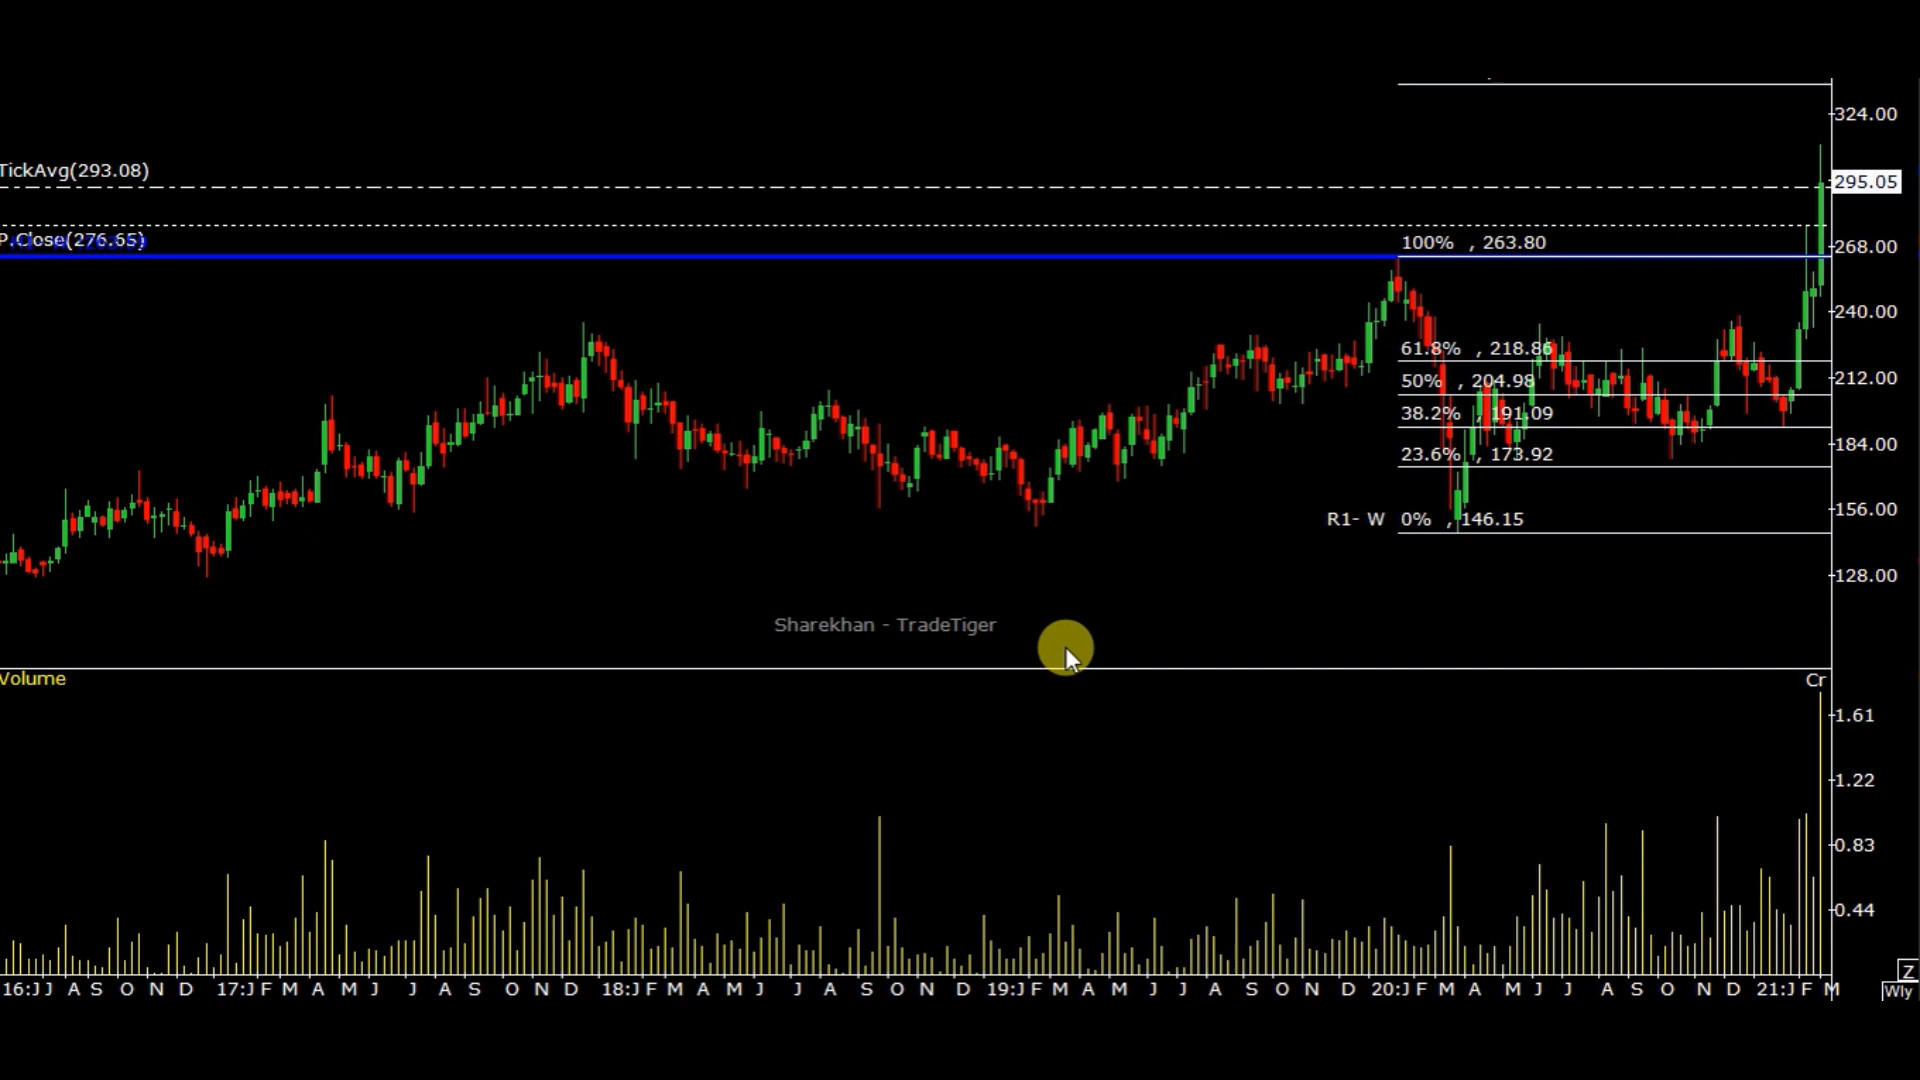 324.00
TickAvg(293.08)
295.05
P.Close(276.65)
100% , 263.80
268.00
240.00
61.8% , 218.86
50% , 204.98
212.00
38.2% , 191.09
184.00
23.6% , 173.92
156.00
R1- W 0% , 146.15
128.00
Sharekhan - TradeTiger
Volume
Cr
1.61
1.22
0.83
0.44
Z
16:JJ A S O N D 17:J F M A M J J A S O N D 18:J F M A M J J A S O N D 19:J F M A M J J A S O N D 20:J F M A M J J A S O N D 21:J F M
Wly